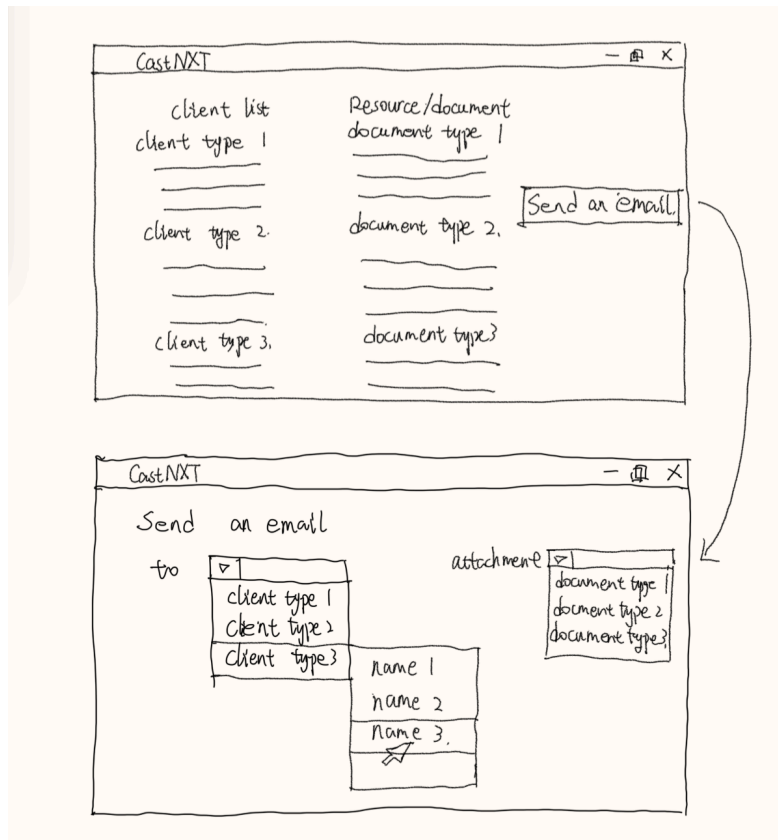 CastNXT
client list
client type 1
client type 2.
client type 3.
Resource/document
document type 1
document type 2.
document type3
Send an email.
CastNXT
Send an email
to
client type 1
client type 2
client type3
name 1
name 2
name 3.
attachment
document type 1
document type 2
document type3